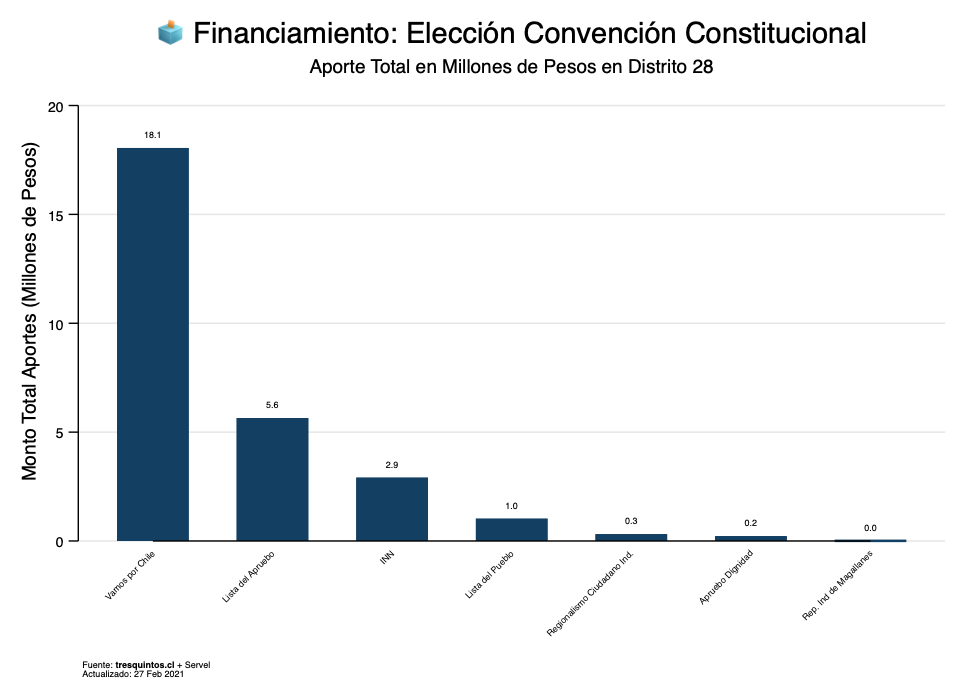 Financiamiento: Elección Convención Constitucional
Aporte Total en Millones de Pesos en Distrito 28
Monto Total Aportes (Millones de Pesos)
20
15
10
5
0
18.1
5.6
2.9
1.0
0.3
0.2
0.0
Vamos por Chile
Lista del Apruebo
INN
Lista del Pueblo
Regionalismo Ciudadano Ind.
Apruebo Dignidad
Rep. Ind de Magallanes
Fuente: tresquintos.cl + Servel
Actualizado: 27 Feb 2021